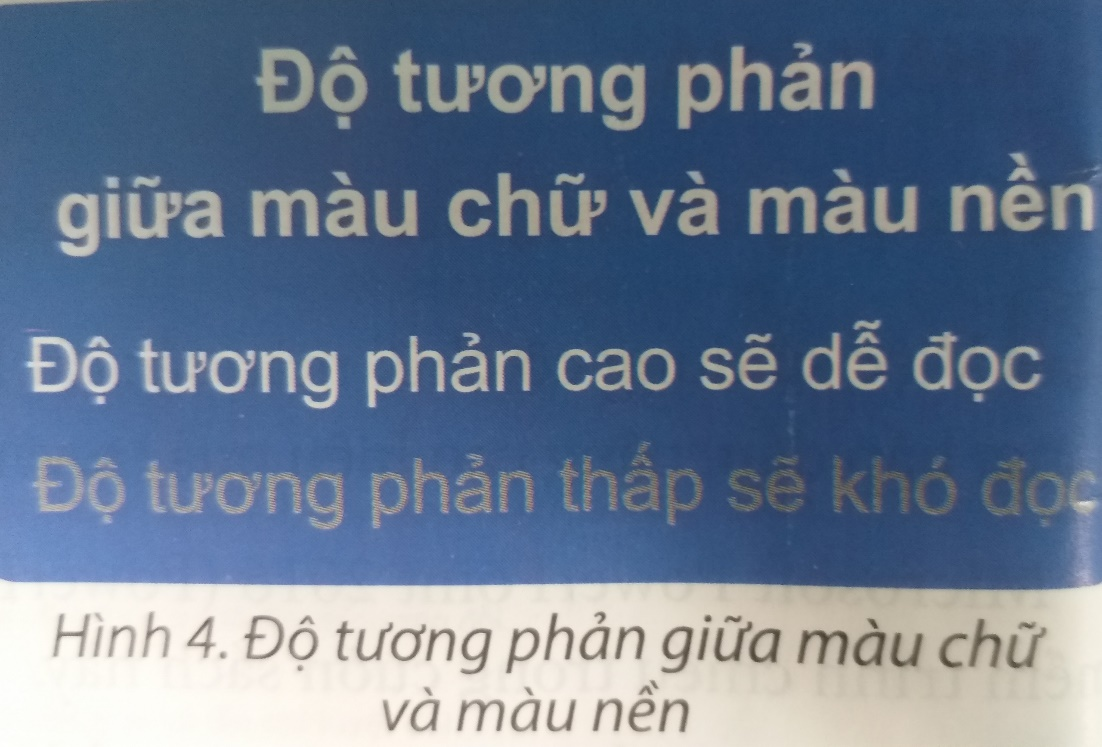 Độ tương phản
giữa màu chữ và màu nền
Độ tương phản cao sẽ dễ đọc
Độ tương phản thấp sẽ khó đọc
Hình 4. Độ tương phản giữa màu chữ
và màu nền